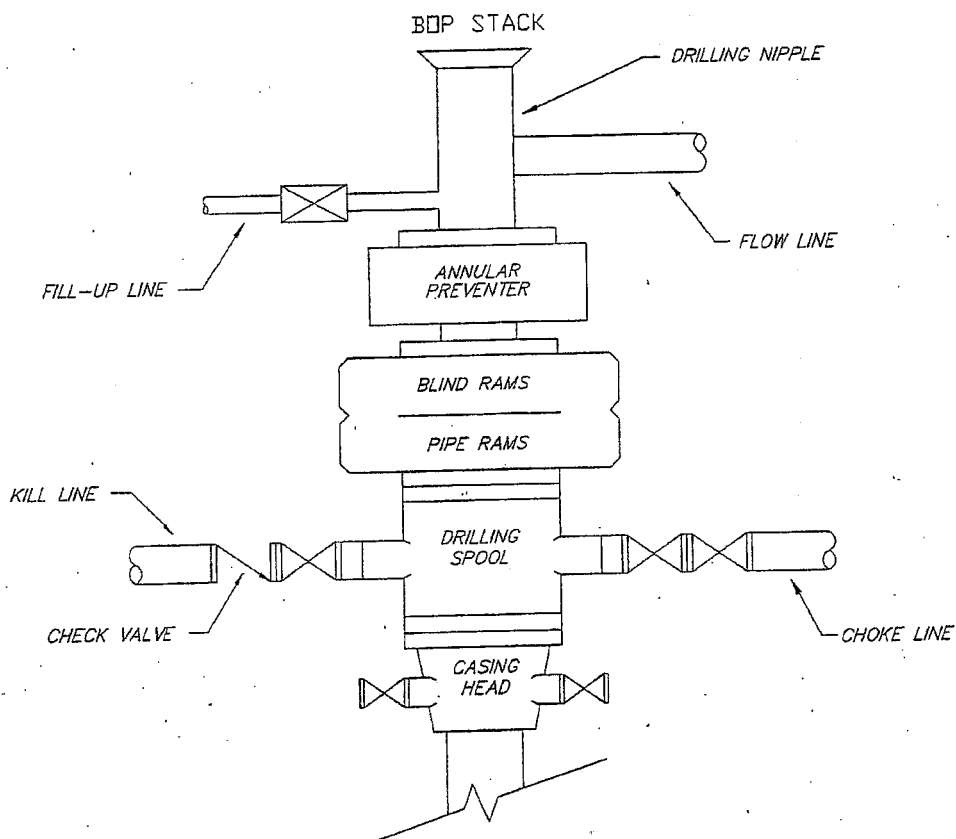 BOP STACK
DRILLING NIPPLE
FLOW LINE
FILL-UP LINE
ANNULAR
PREVENTER
BLIND RAMS
PIPE RAMS
KILL LINE
DRILLING
SPOOL
CHECK VALVE
CHOKE LINE
CASING
HEAD